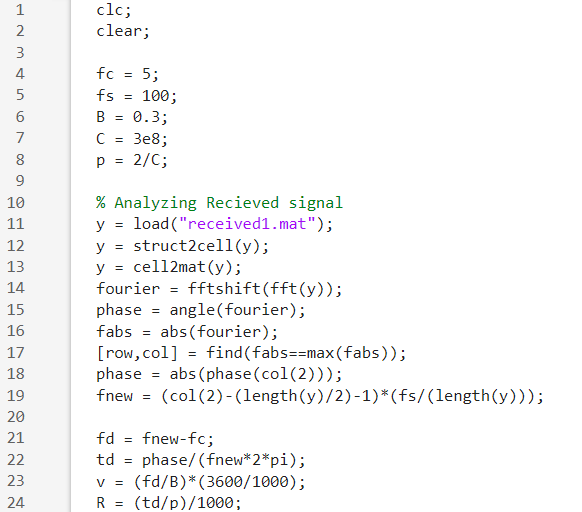 1 clc;
2 clear;
3
4 fc = 5;
5 fs = 100;
6 B = 0.3;
7 C = 3e8;
8 p = 2/C;
9
10 % Analyzing Recieved signal
11 y = load("received1.mat");
12 y = struct2cell(y);
13 y = cell2mat(y);
14 fourier = fftshift(fft(y));
15 phase = angle(fourier);
16 fabs = abs(fourier);
17 [row,col] = find(fabs==max(fabs));
18 phase = abs(phase(col(2)));
19 fnew = (col(2)-(length(y)/2)-1)*(fs/(length(y)));
20
21 fd = fnew-fc;
22 td = phase/(fnew*2*pi);
23 v = (fd/B)*(3600/1000);
24 R = (td/p)/1000;